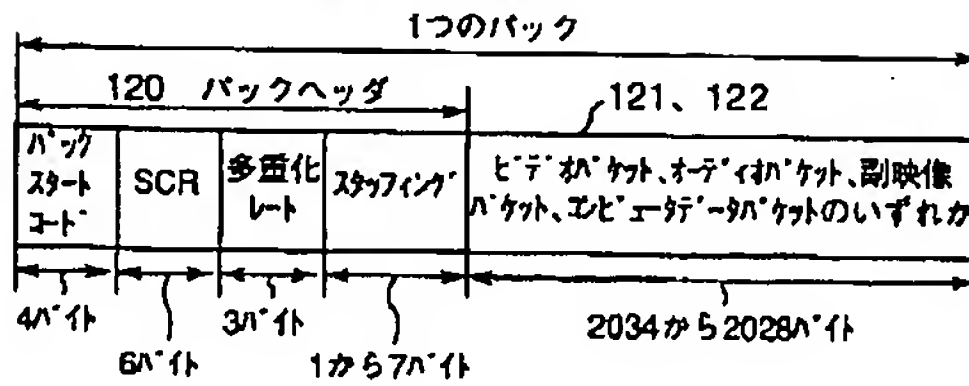 1つのパック
120 パックヘッダ
121、122
パック
スタート
コード
SCR
多重化
レート
スタッフィング
ビデオパケット、オーディオパケット、副映像
パケット、コンピュータデータパケットのいずれか
4バイト
6バイト
3バイト
1から7バイト
2034から2028バイト